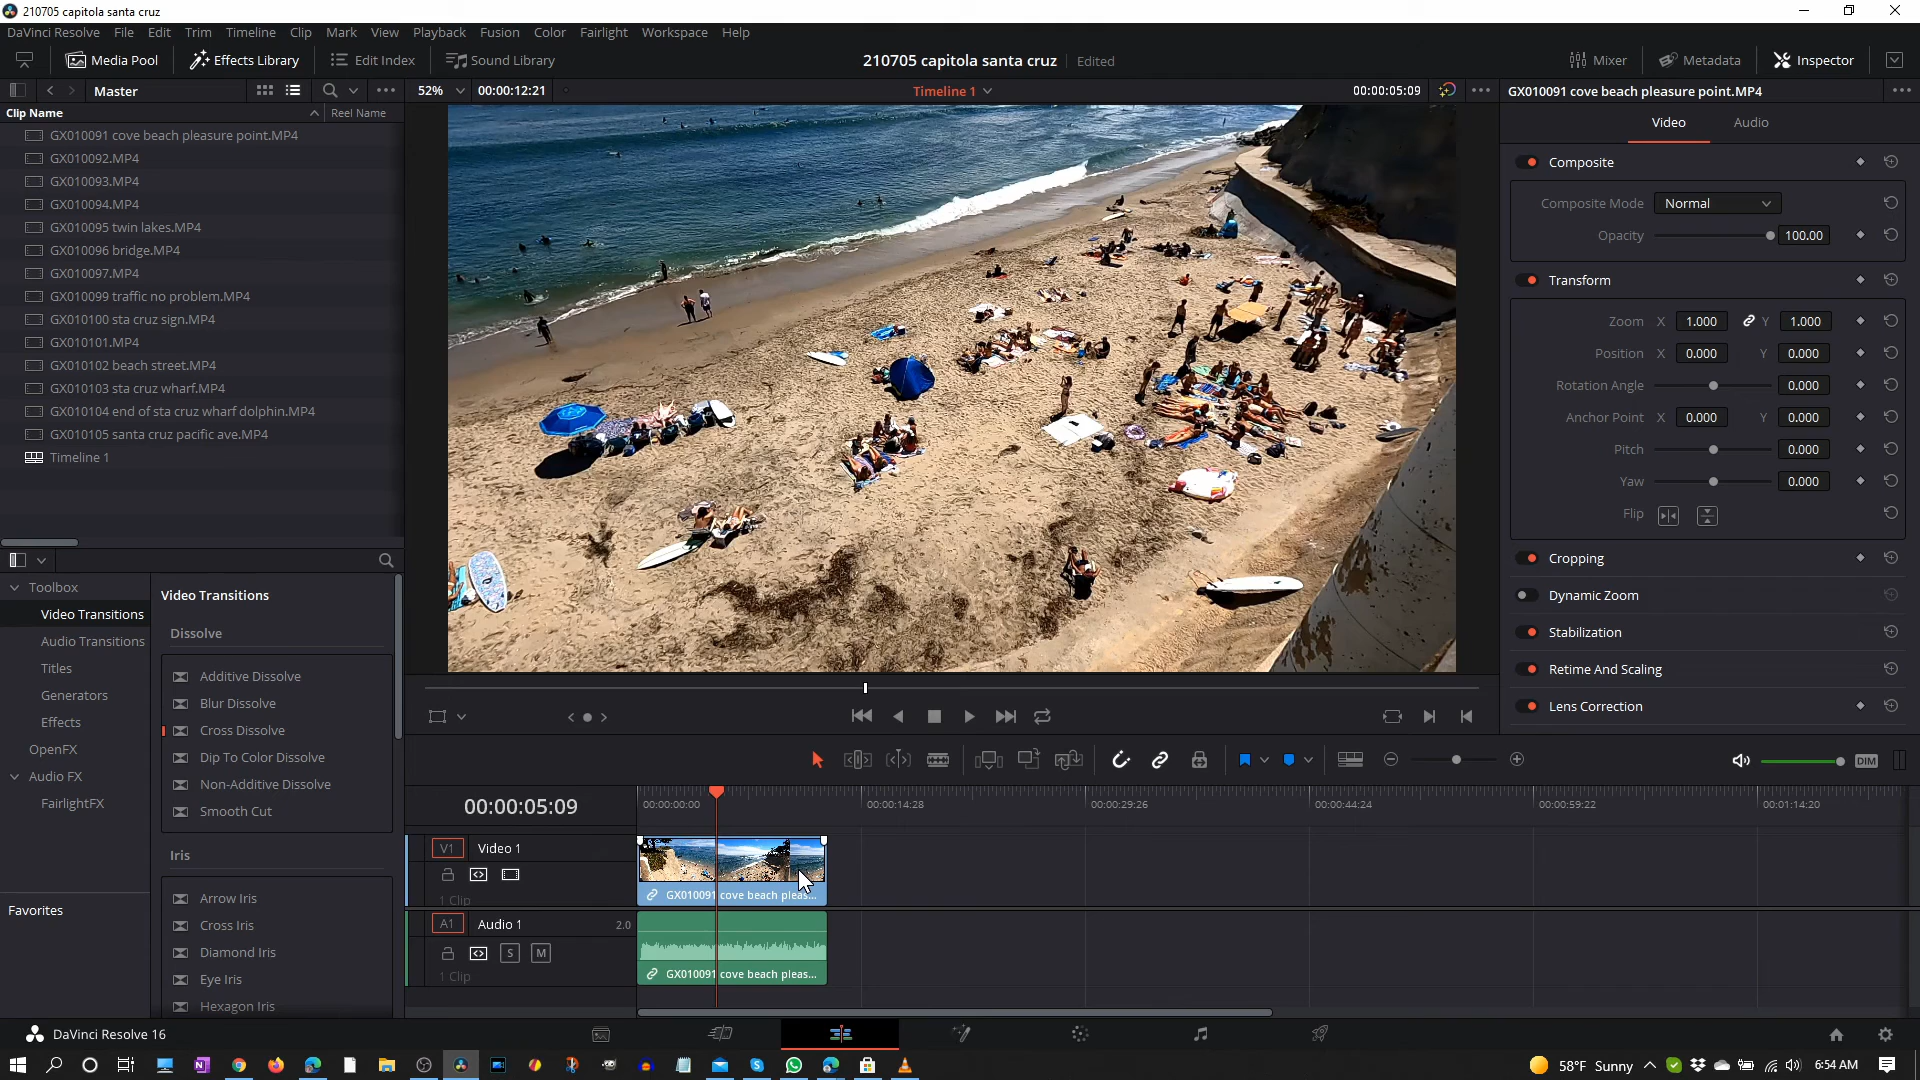 210705 capitola santa cruz
DaVinci Resolve File Edit Trim Timeline Clip Mark View Playback Fusion Color Fairlight Workspace Help
Media Pool Effects Library Edit Index Sound Library 210705 capitola santa cruz Edited Mixer Metadata Inspector
Master 52% 00:00:12:21 Timeline 1 00:00:05:09 GX010091 cove beach pleasure point.MP4
Clip Name Reel Name
Video Audio
GX010091 cove beach pleasure point.MP4
GX010092.MP4
GX010093.MP4
GX010094.MP4
GX010095 twin lakes.MP4
GX010096 bridge.MP4
GX010097.MP4
GX010099 traffic no problem.MP4
GX010100 sta cruz sign.MP4
GX010101.MP4
GX010102 beach street.MP4
GX010103 sta cruz wharf.MP4
GX010104 end of sta cruz wharf dolphin.MP4
GX010105 santa cruz pacific ave.MP4
Timeline 1
Composite
Composite Mode Normal
Opacity 100.00
Transform
Zoom X 1.000 Y 1.000
Position X 0.000 Y 0.000
Rotation Angle 0.000
Anchor Point X 0.000 Y 0.000
Pitch 0.000
Yaw 0.000
Flip
Cropping
Dynamic Zoom
Stabilization
Retime And Scaling
Lens Correction
Toolbox
Video Transitions
Audio Transitions
Titles
Generators
Effects
OpenFX
Audio FX
FairlightFX
Favorites
Video Transitions
Dissolve
Additive Dissolve
Blur Dissolve
Cross Dissolve
Dip To Color Dissolve
Non-Additive Dissolve
Smooth Cut
Iris
Arrow Iris
Cross Iris
Diamond Iris
Eye Iris
Hexagon Iris
DIM
00:00:05:09 00:00:00:00 00:00:14:28 00:00:29:26 00:00:44:24 00:00:59:22 00:01:14:20
V1 Video 1
1 Clip
GX010091 cove beach pleas...
A1 Audio 1 2.0
S M
1 Clip
GX010091 cove beach pleas...
DaVinci Resolve 16
58°F Sunny 6:54 AM